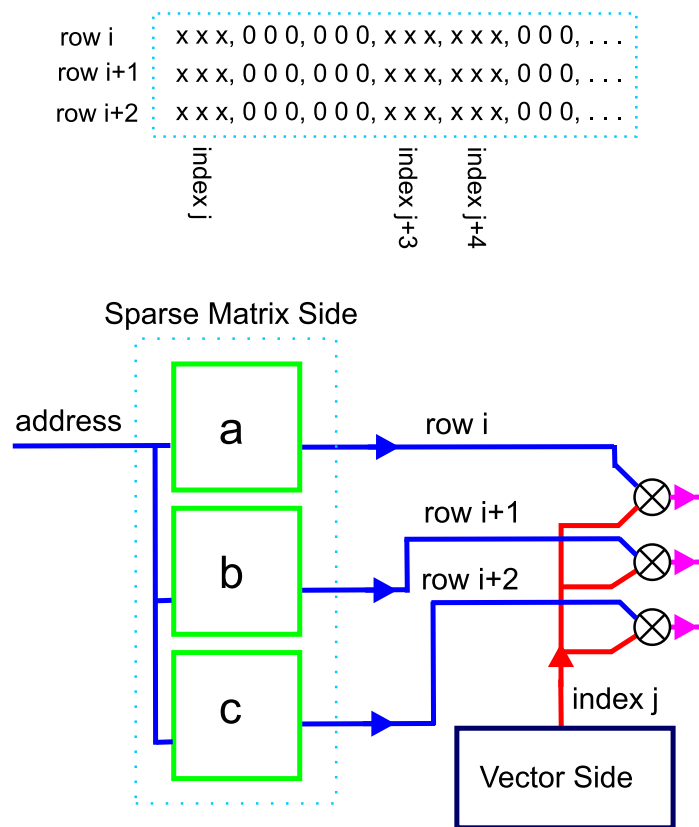 row i x x x, 0 0 0, 0 0 0, x x x, x x x, 0 0 0, . . .
row i+1 x x x, 0 0 0, 0 0 0, x x x, x x x, 0 0 0, . . .
row i+2 x x x, 0 0 0, 0 0 0, x x x, x x x, 0 0 0, . . .
index j
index j+3
index j+4
Sparse Matrix Side
address
a
row i
row i+1
b
row i+2
c
index j
Vector Side